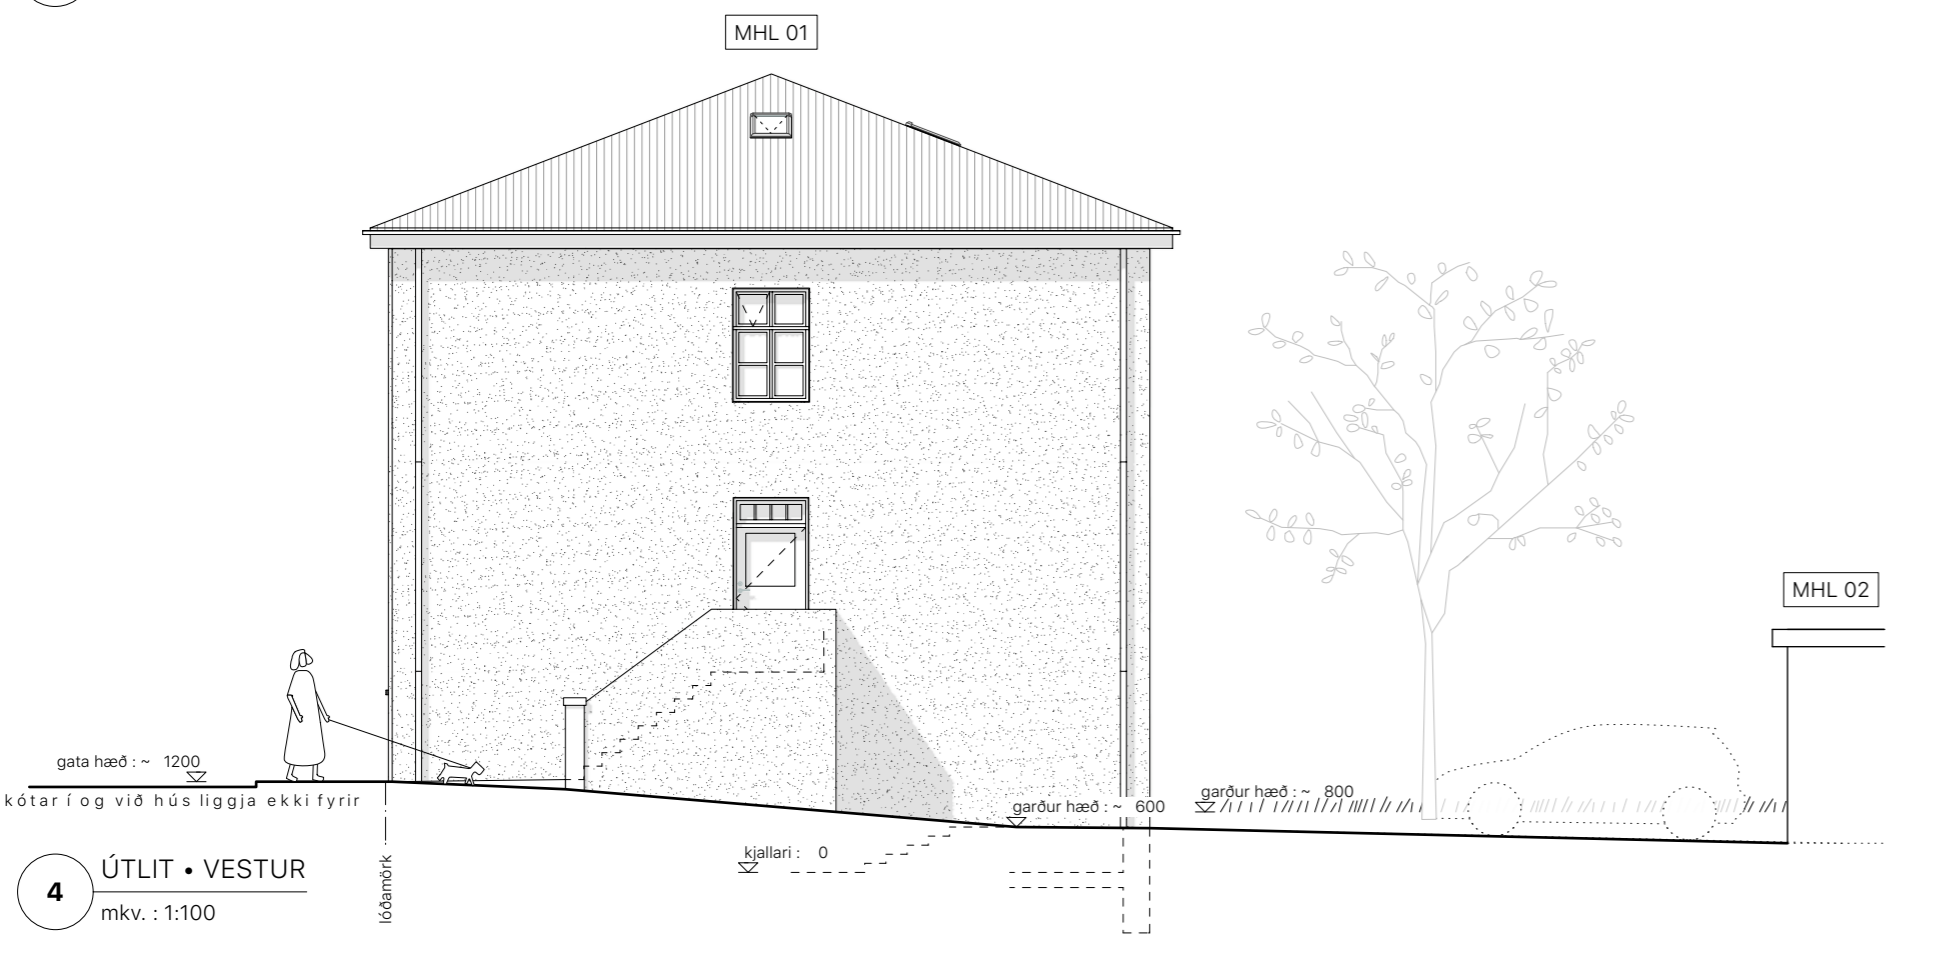 MHL 01
MHL 02
gata hæð : ~ 1200
kótar í og við hús liggja ekki fyrir
garður hæð : ~ 600
garður hæð : ~ 800
kjallari : 0
lóðamörk
4
ÚTLIT • VESTUR
mkv. : 1:100